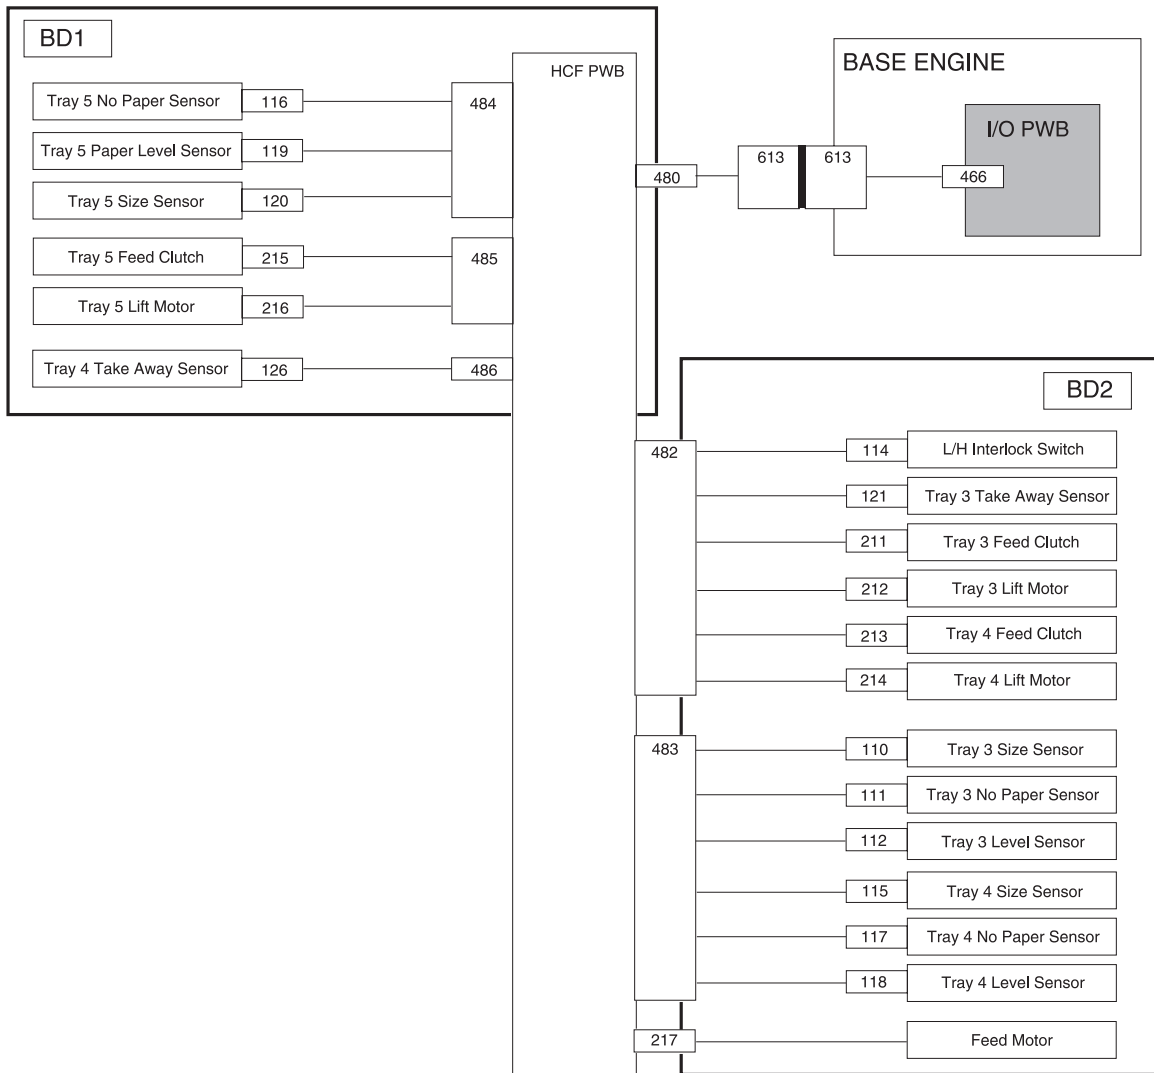 BD1
HCF PWB
Tray 5 No Paper Sensor 116
484
Tray 5 Paper Level Sensor 119
Tray 5 Size Sensor 120
Tray 5 Feed Clutch 215
485
Tray 5 Lift Motor 216
Tray 4 Take Away Sensor 126 486
480
613 613
BASE ENGINE
I/O PWB
466
BD2
482
114 L/H Interlock Switch
121 Tray 3 Take Away Sensor
211 Tray 3 Feed Clutch
212 Tray 3 Lift Motor
213 Tray 4 Feed Clutch
214 Tray 4 Lift Motor
483
110 Tray 3 Size Sensor
111 Tray 3 No Paper Sensor
112 Tray 3 Level Sensor
115 Tray 4 Size Sensor
117 Tray 4 No Paper Sensor
118 Tray 4 Level Sensor
217 Feed Motor